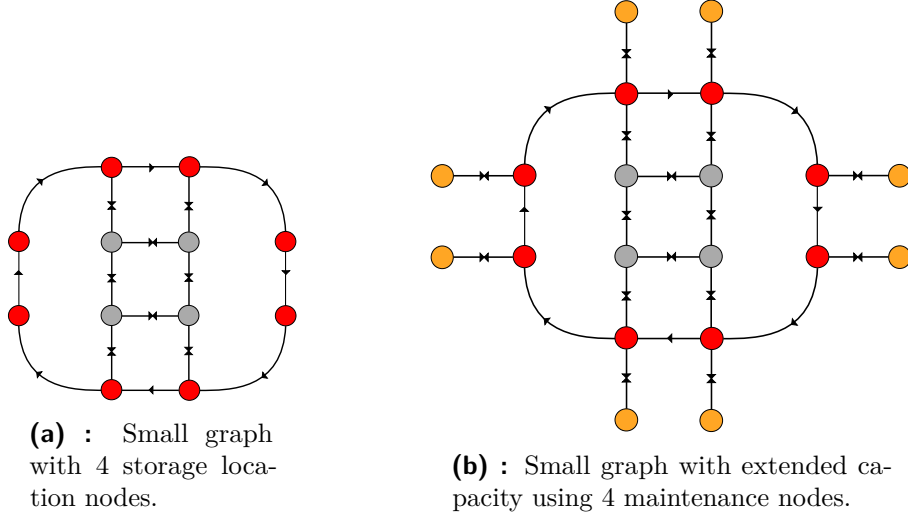 (a) : Small graph
with 4 storage loca-
tion nodes.
(b) : Small graph with extended ca-
pacity using 4 maintenance nodes.